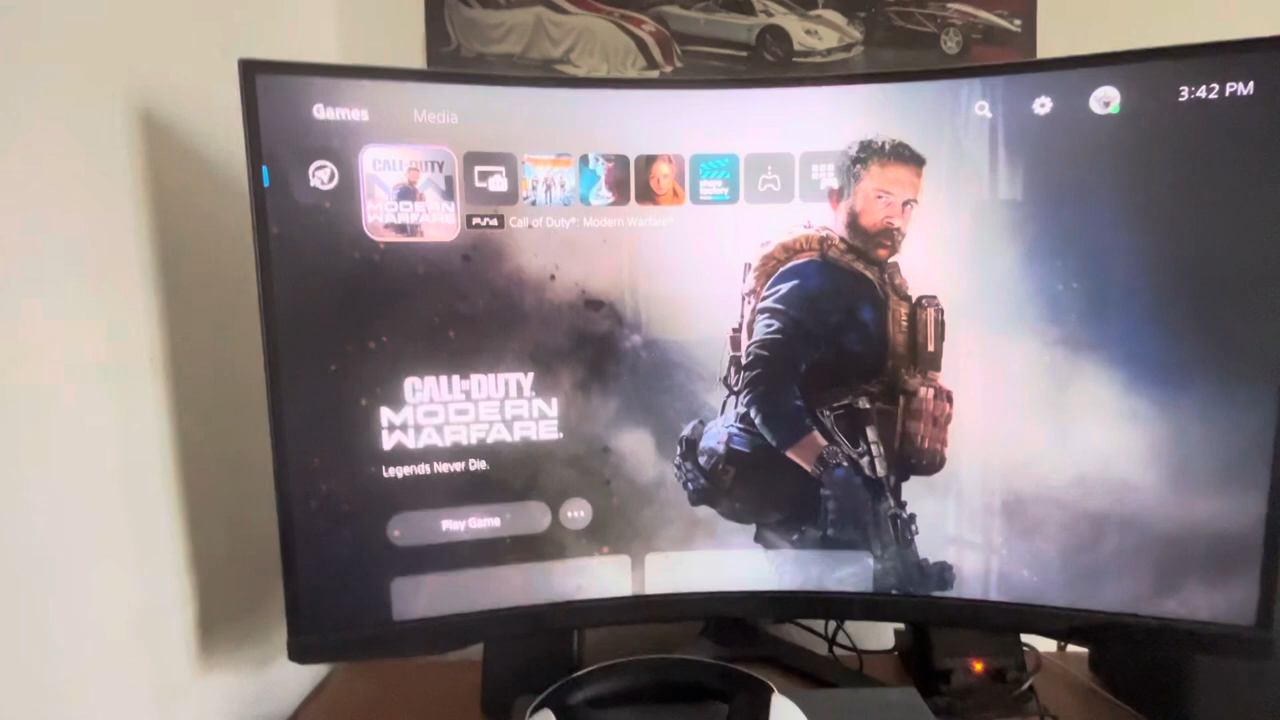 Games
Media
3:42 PM
CALL OF DUTY
MW
MODERN
WARFARE
PS4 Call of Duty®: Modern Warfare®
CALL OF DUTY.
MODERN
WARFARE.
Legends Never Die.
Play Game